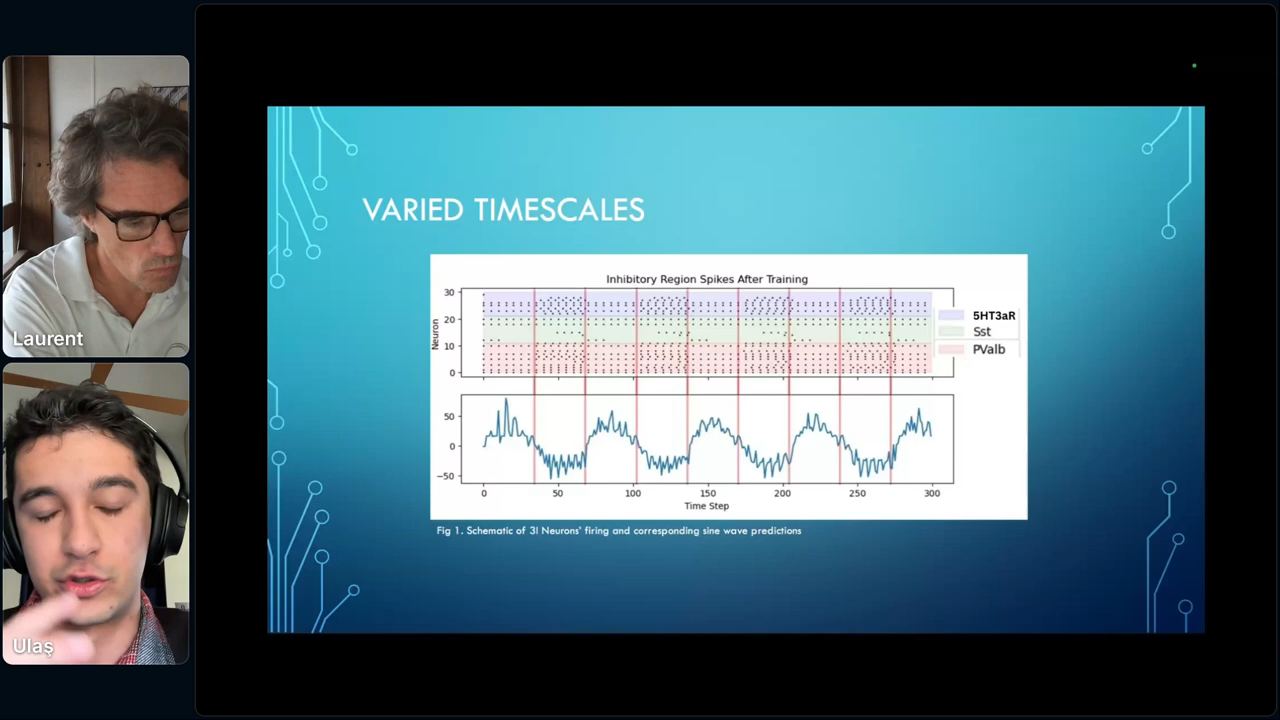 Laurent
Ulaş
VARIED TIMESCALES
Inhibitory Region Spikes After Training
30
20
10
0
Neuron
5HT3aR
Sst
PValb
50
0
−50
0 50 100 150 200 250 300
Time Step
Fig 1. Schematic of 3I Neurons' firing and corresponding sine wave predictions